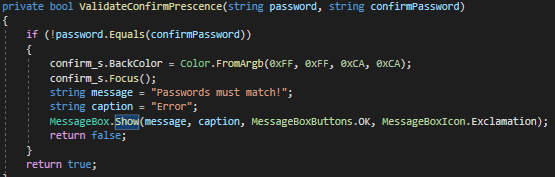 private bool ValidateConfirmPrescence(string password, string confirmPassword)
{
if (!password.Equals(confirmPassword))
{
confirm_s.BackColor = Color.FromArgb(0xFF, 0xFF, 0xCA, 0xCA);
confirm_s.Focus();
string message = "Passwords must match!";
string caption = "Error";
MessageBox.Show(message, caption, MessageBoxButtons.OK, MessageBoxIcon.Exclamation);
return false;
}
return true;